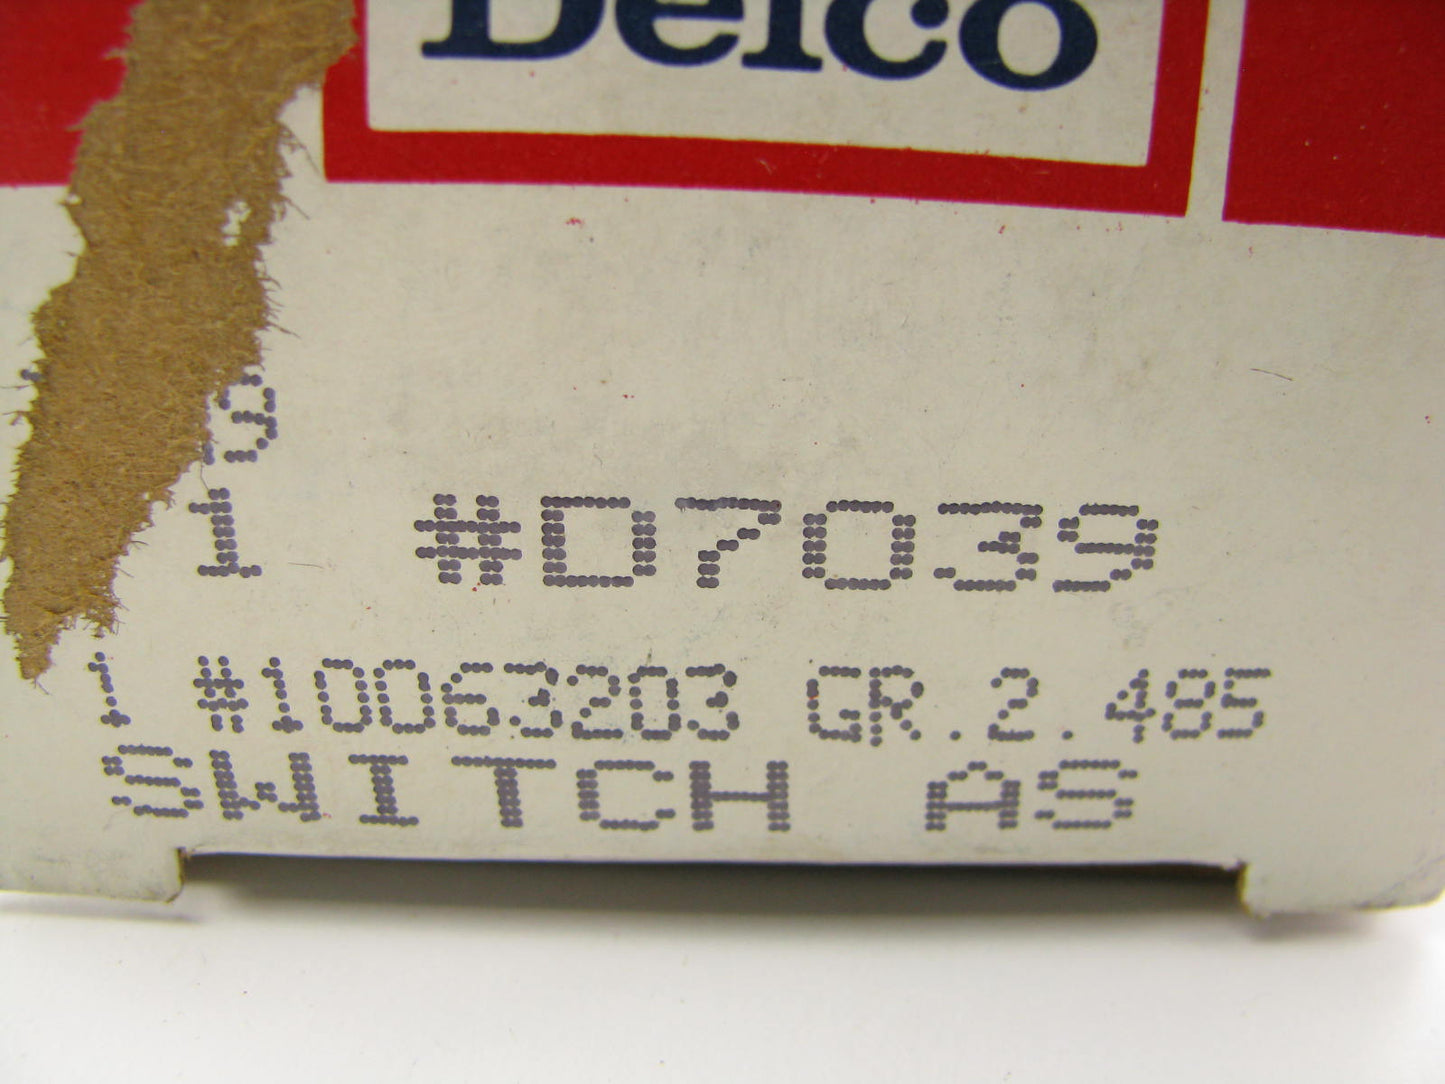 Delco
1 #D7039
1 #10063203 GR.2.485
SWITCH AS